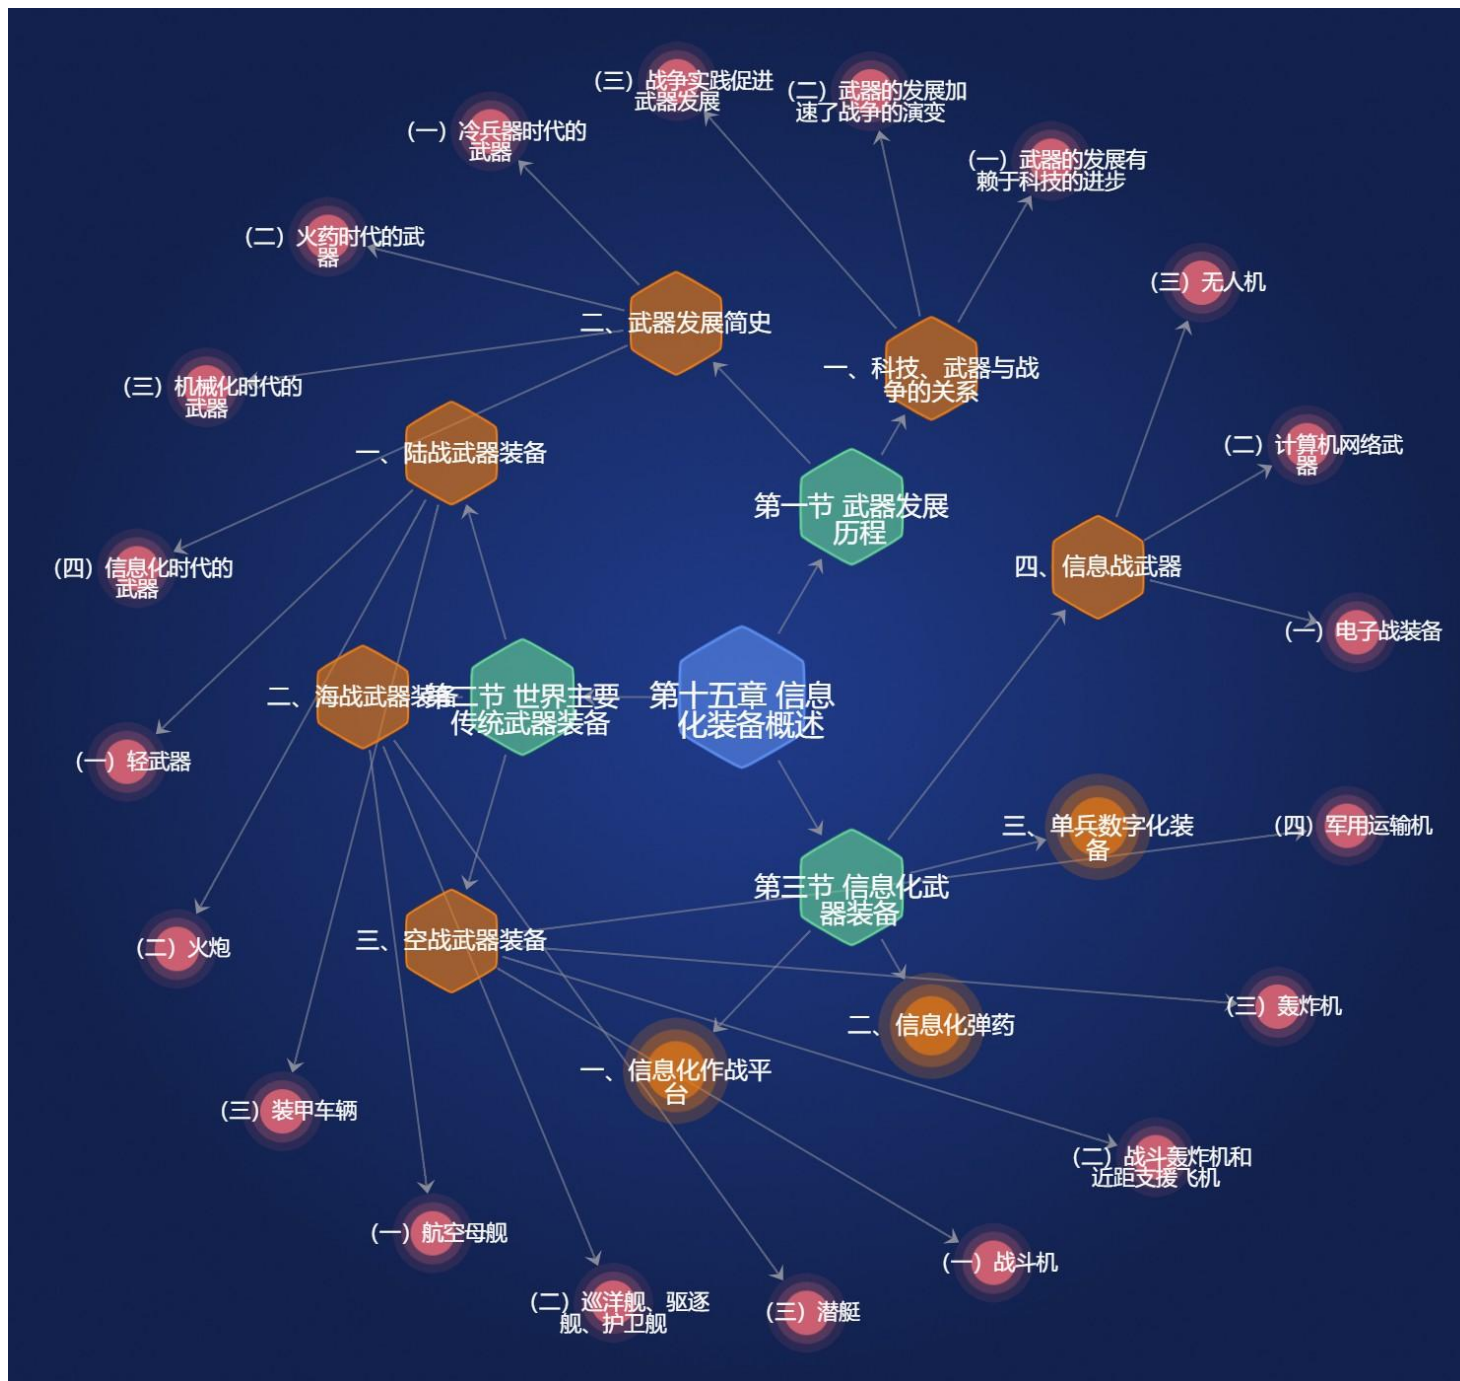 (三) 战争实践促进
武器发展
(二) 武器的发展加
速了战争的演变
(一) 冷兵器时代的
武器
(一) 武器的发展有
赖于科技的进步
(二) 火药时代的武
器
(三) 无人机
二、武器发展简史
一、科技、武器与战
争的关系
(三) 机械化时代的
武器
一、陆战武器装备
(二) 计算机网络武
器
第一节 武器发展
历程
(四) 信息化时代的
武器
四、信息战武器
(一) 电子战装备
二、海战武器装备
第二节 世界主要
传统武器装备
第十五章 信息
化装备概述
(一) 轻武器
三、单兵数字化装
备
(四) 军用运输机
第三节 信息化武
器装备
(二) 火炮
三、空战武器装备
(三) 轰炸机
二、信息化弹药
一、信息化作战平
台
(三) 装甲车辆
(二) 战斗轰炸机和
近距支援飞机
(一) 航空母舰
(一) 战斗机
(二) 巡洋舰、驱逐
舰、护卫舰
(三) 潜艇